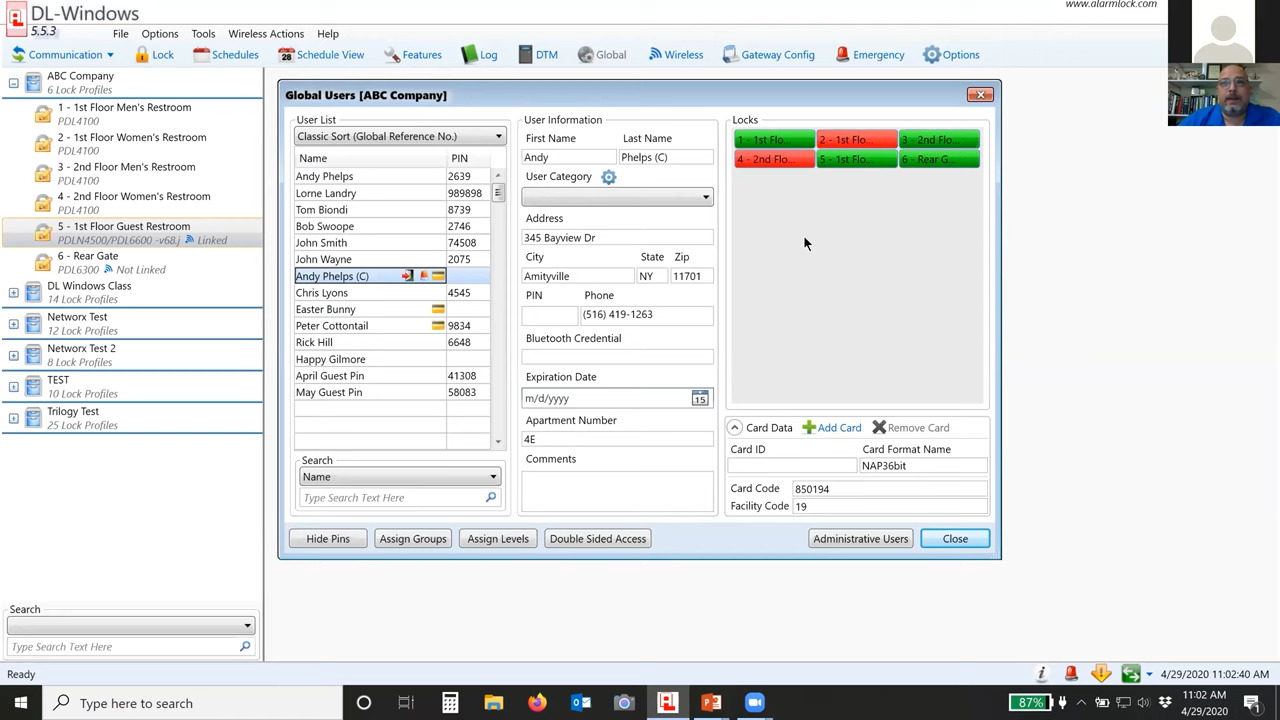 DL-Windows
5.5.3
www.alarmlock.com
File Options Tools Wireless Actions Help
Communication Lock Schedules 28 Schedule View Features Log DTM Global Wireless Gateway Config Emergency Options
ABC Company
6 Lock Profiles
1 - 1st Floor Men's Restroom
PDL4100
2 - 1st Floor Women's Restroom
PDL4100
3 - 2nd Floor Men's Restroom
PDL4100
4 - 2nd Floor Women's Restroom
PDL4100
5 - 1st Floor Guest Restroom
PDLN4500/PDL6600 -v68.j Linked
6 - Rear Gate
PDL6300 Not Linked
DL Windows Class
14 Lock Profiles
Networx Test
12 Lock Profiles
Networx Test 2
8 Lock Profiles
TEST
10 Lock Profiles
Trilogy Test
25 Lock Profiles
Search
Type Search Text Here
Global Users [ABC Company]
User List
Classic Sort (Global Reference No.)
Name PIN
Andy Phelps 2639
Lorne Landry 989898
Tom Biondi 8739
Bob Swoope 2746
John Smith 74508
John Wayne 2075
Andy Phelps (C)
Chris Lyons 4545
Easter Bunny
Peter Cottontail 9834
Rick Hill 6648
Happy Gilmore
April Guest Pin 41308
May Guest Pin 58083
Search
Name
Type Search Text Here
User Information
First Name Last Name
Andy Phelps (C)
User Category
Address
345 Bayview Dr
City State Zip
Amityville NY 11701
PIN Phone
(516) 419-1263
Bluetooth Credential
Expiration Date
m/d/yyyy 15
Apartment Number
4E
Comments
Locks
1 - 1st Flo... 2 - 1st Flo... 3 - 2nd Flo...
4 - 2nd Flo... 5 - 1st Flo... 6 - Rear G...
Card Data Add Card Remove Card
Card ID Card Format Name
NAP36bit
Card Code 850194
Facility Code 19
Hide Pins Assign Groups Assign Levels Double Sided Access Administrative Users Close
Ready 4/29/2020 11:02:40 AM
Type here to search 87% 11:02 AM
4/29/2020